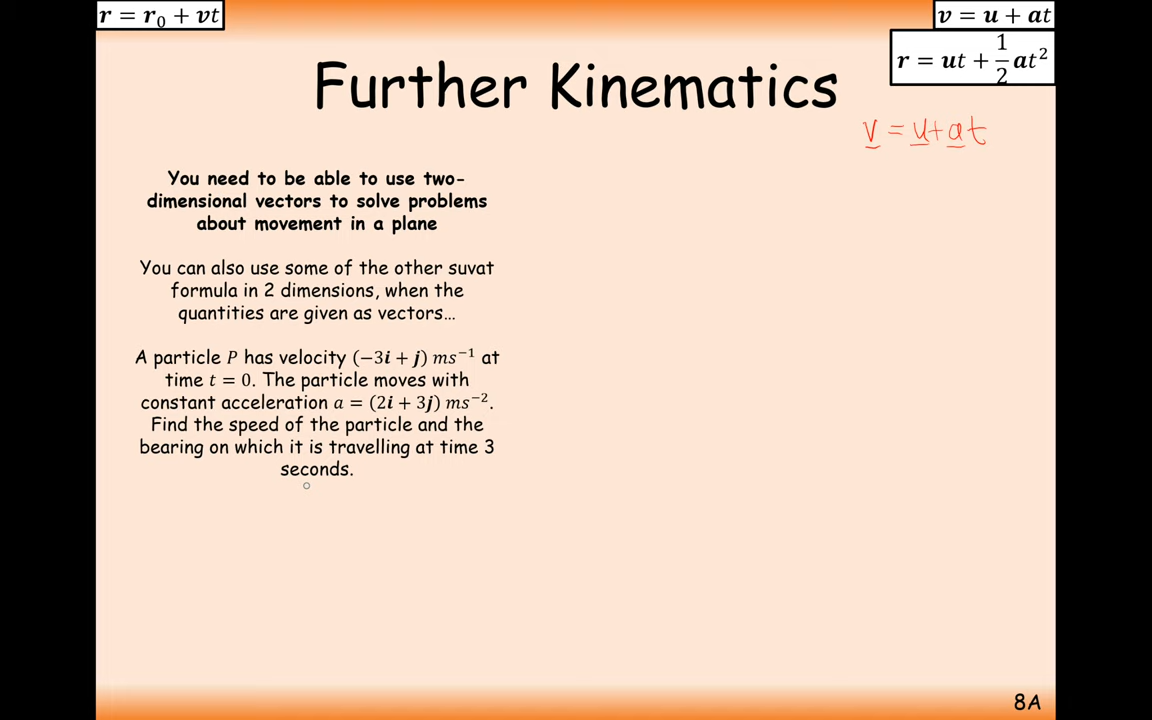 r = r₀ + vt
v = u + at
r = ut + 1/2 at²
Further Kinematics
v = u + at
You need to be able to use two-
dimensional vectors to solve problems
about movement in a plane
You can also use some of the other suvat
formula in 2 dimensions, when the
quantities are given as vectors…
A particle P has velocity (−3i + j) ms⁻¹ at
time t = 0. The particle moves with
constant acceleration a = (2i + 3j) ms⁻².
Find the speed of the particle and the
bearing on which it is travelling at time 3
seconds.
8A